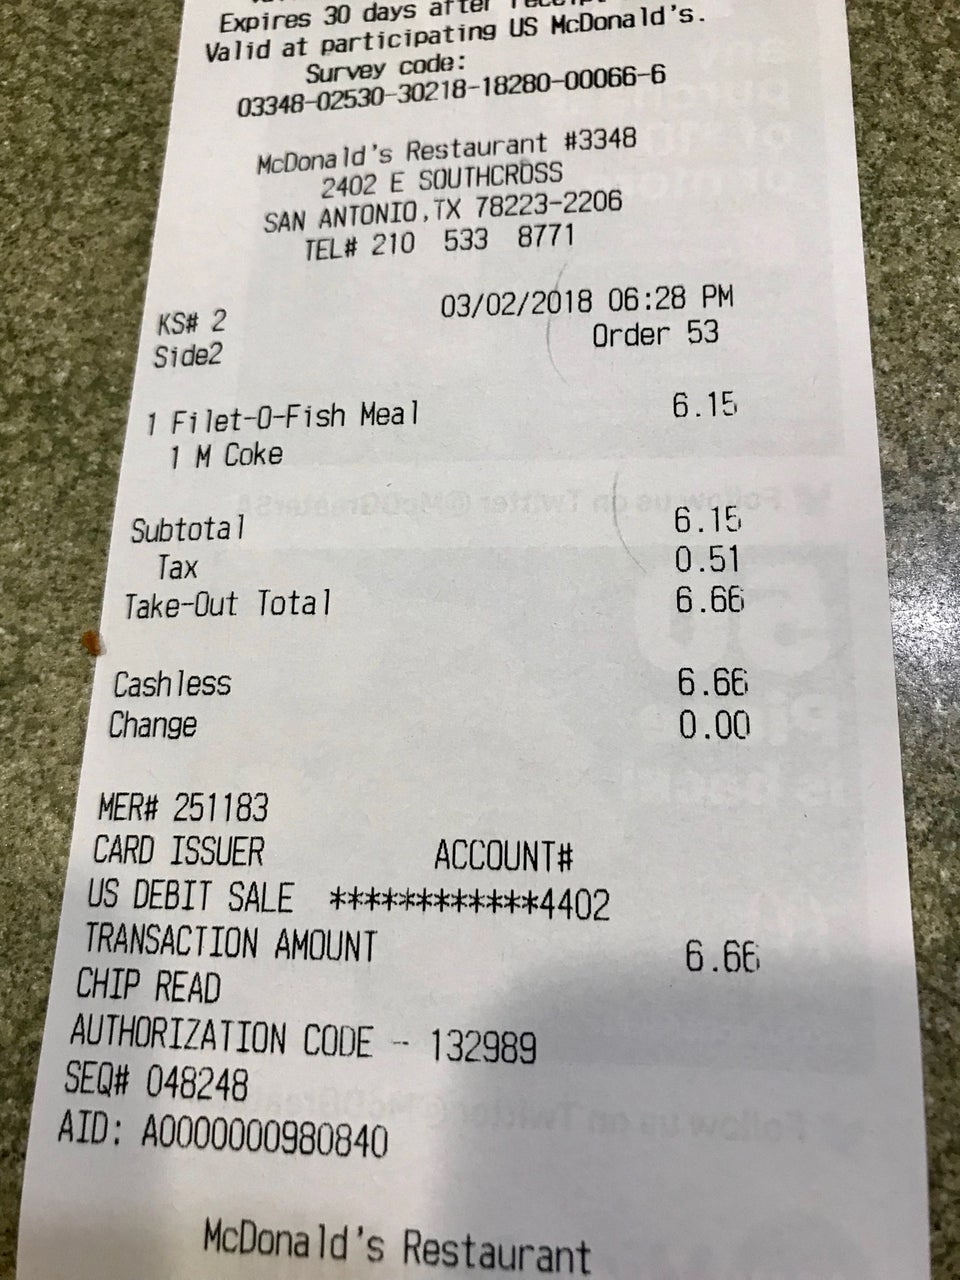 Expires 30 days after receipt
Valid at participating US McDonald's.
Survey code:
03348-02530-30218-18280-00066-6
McDonald's Restaurant #3348
2402 E SOUTHCROSS
SAN ANTONIO,TX 78223-2206
TEL# 210 533 8771
KS# 2 03/02/2018 06:28 PM
Side2 Order 53
1 Filet-O-Fish Meal 6.15
1 M Coke
Subtotal 6.15
Tax 0.51
Take-Out Total 6.66
Cashless 6.66
Change 0.00
MER# 251183
CARD ISSUER ACCOUNT#
US DEBIT SALE ************4402
TRANSACTION AMOUNT 6.66
CHIP READ
AUTHORIZATION CODE -- 132989
SEQ# 048248
AID: A0000000980840
McDonald's Restaurant